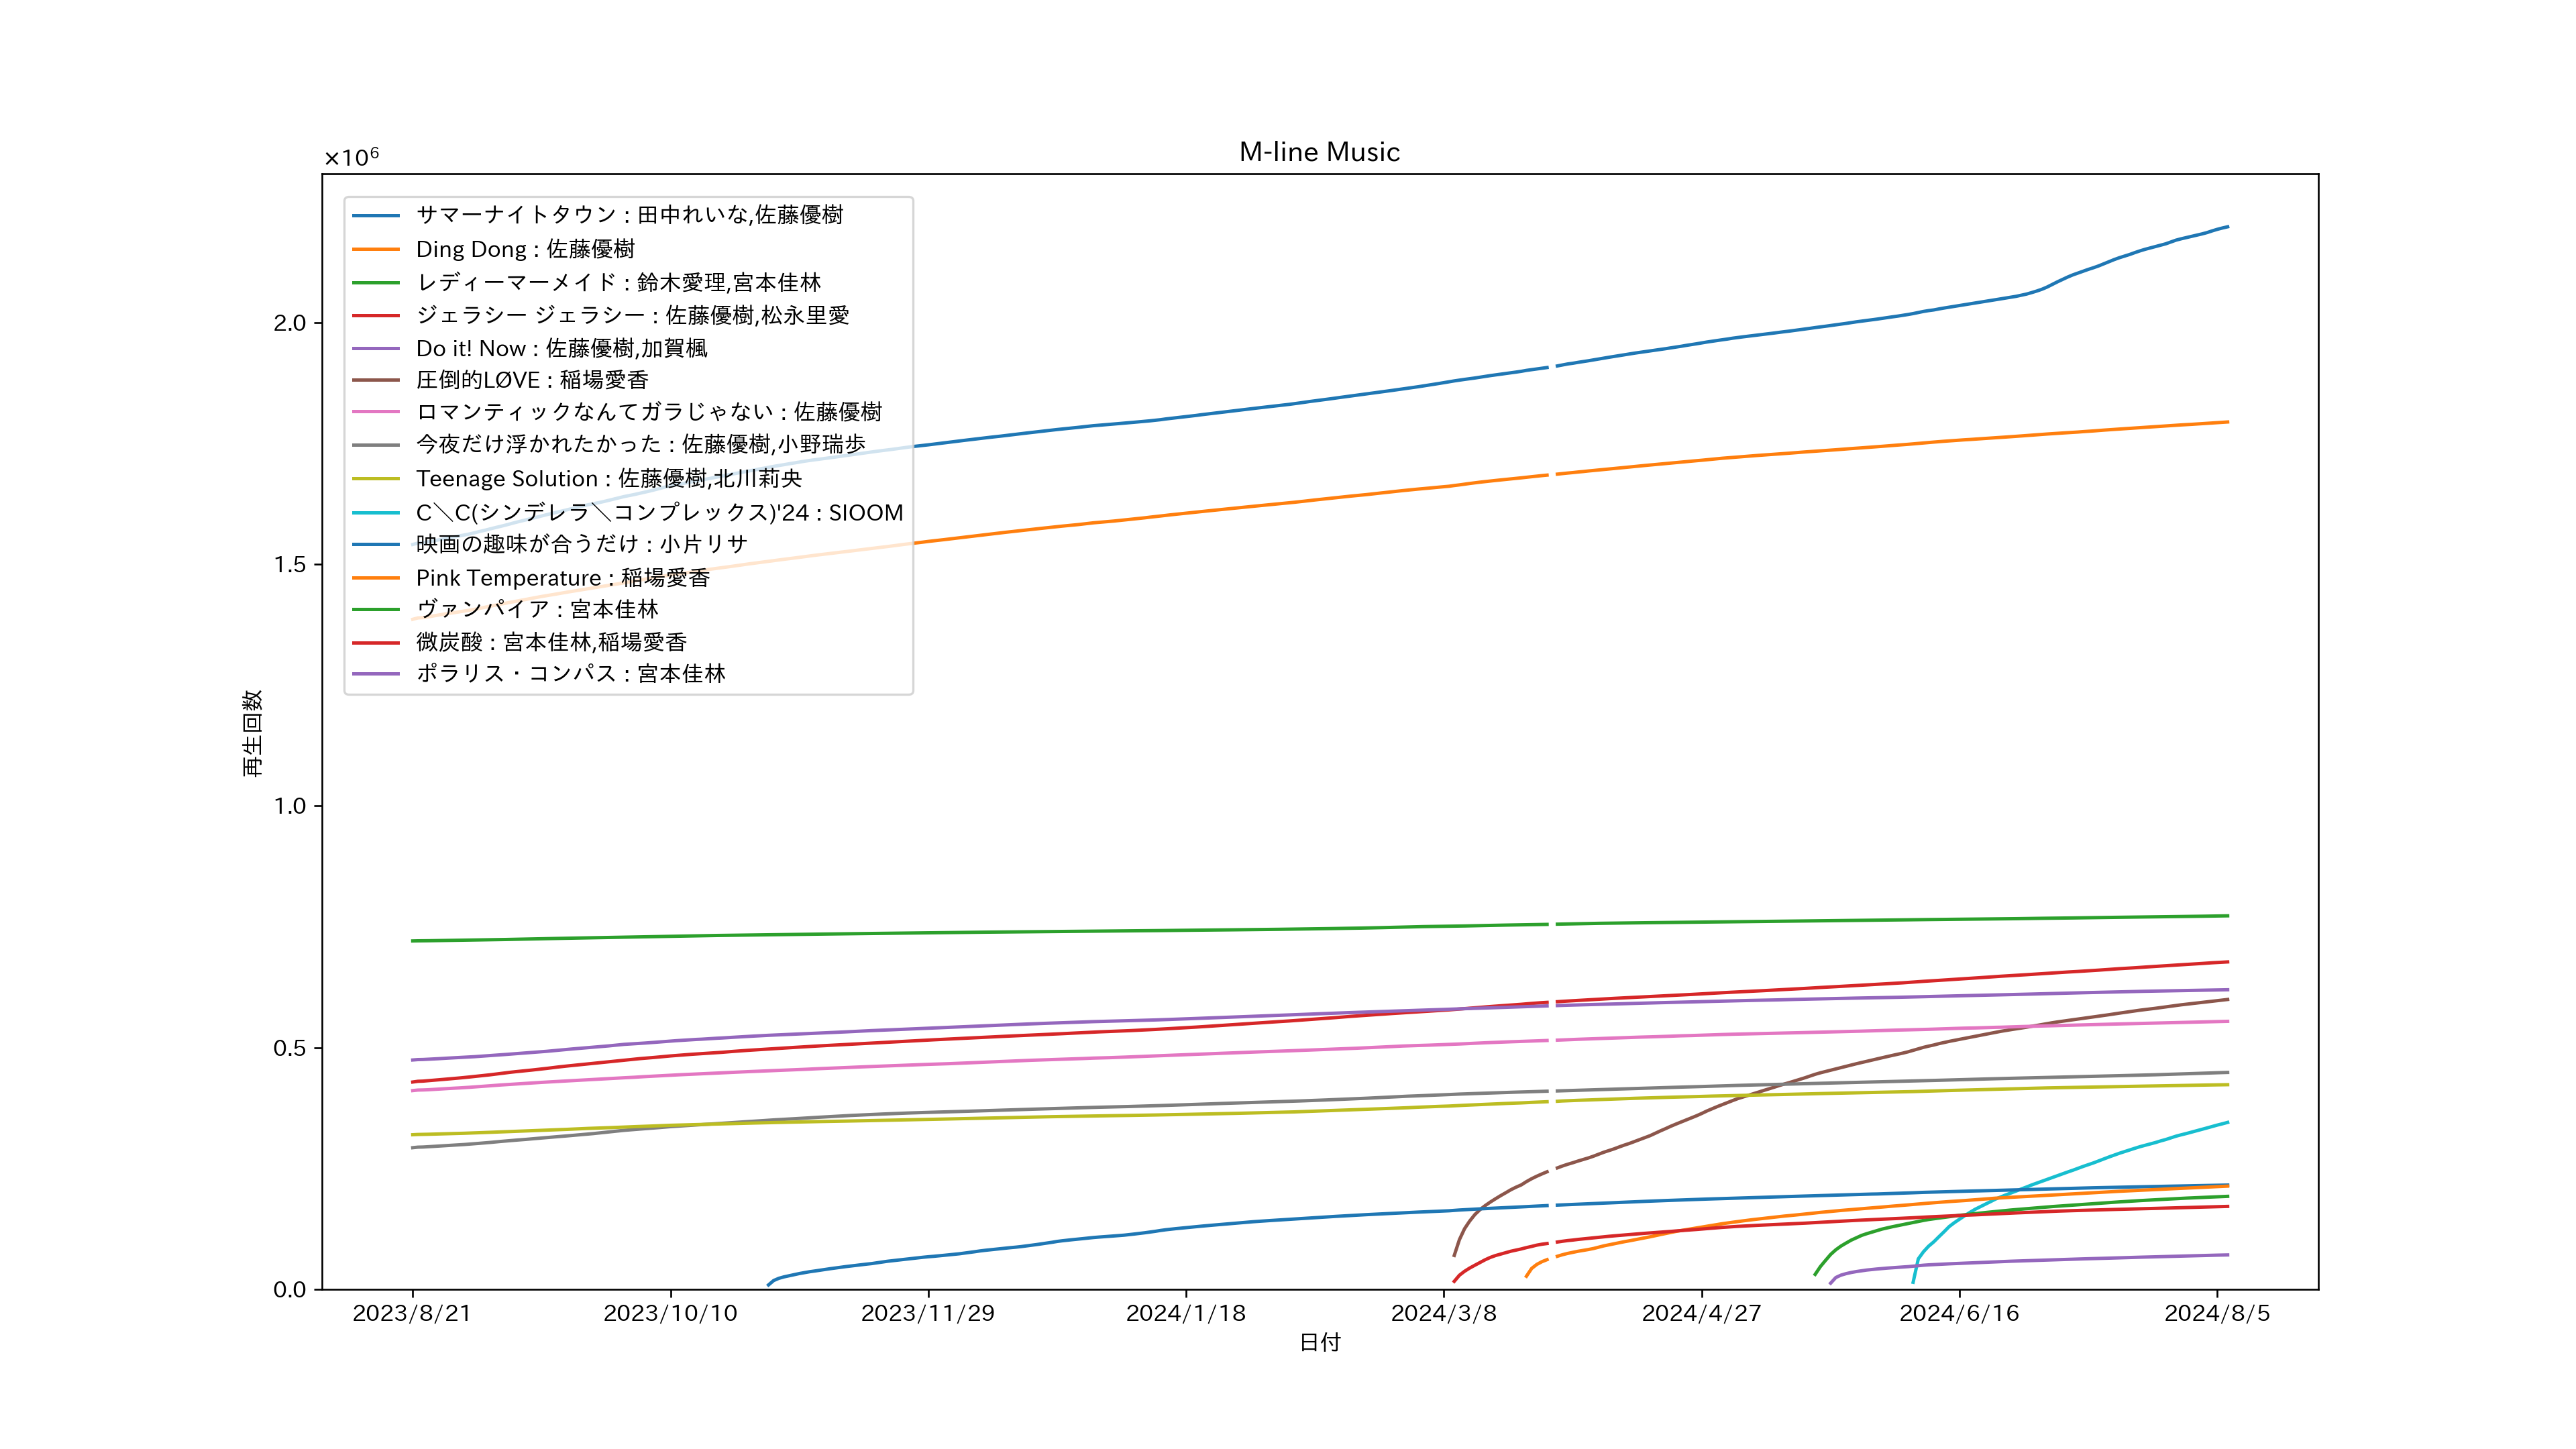 M-line Music
×10⁶
サマーナイトタウン : 田中れいな,佐藤優樹
Ding Dong : 佐藤優樹
レディーマーメイド : 鈴木愛理,宮本佳林
ジェラシー ジェラシー : 佐藤優樹,松永里愛
Do it! Now : 佐藤優樹,加賀楓
圧倒的LØVE : 稲場愛香
ロマンティックなんてガラじゃない : 佐藤優樹
今夜だけ浮かれたかった : 佐藤優樹,小野瑞歩
Teenage Solution : 佐藤優樹,北川莉央
C＼C(シンデレラ＼コンプレックス)'24 : SIOOM
映画の趣味が合うだけ : 小片リサ
Pink Temperature : 稲場愛香
ヴァンパイア : 宮本佳林
微炭酸 : 宮本佳林,稲場愛香
ポラリス・コンパス : 宮本佳林
2.0
1.5
1.0
0.5
0.0
再生回数
2023/8/21
2023/10/10
2023/11/29
2024/1/18
2024/3/8
2024/4/27
2024/6/16
2024/8/5
日付